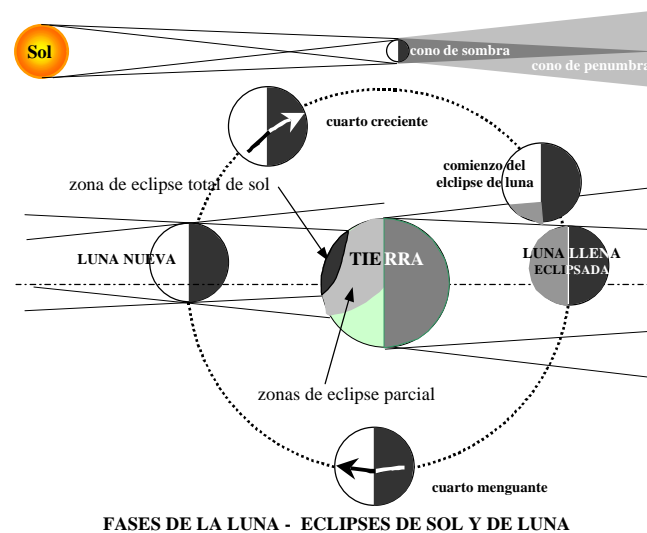 Sol
cono de sombra
cono de penumbra
cuarto creciente
comienzo del
elclipse de luna
zona de eclipse total de sol
LUNA NUEVA
TIERRA
LUNA LLENA
ECLIPSADA
zonas de eclipse parcial
cuarto menguante
FASES DE LA LUNA - ECLIPSES DE SOL Y DE LUNA